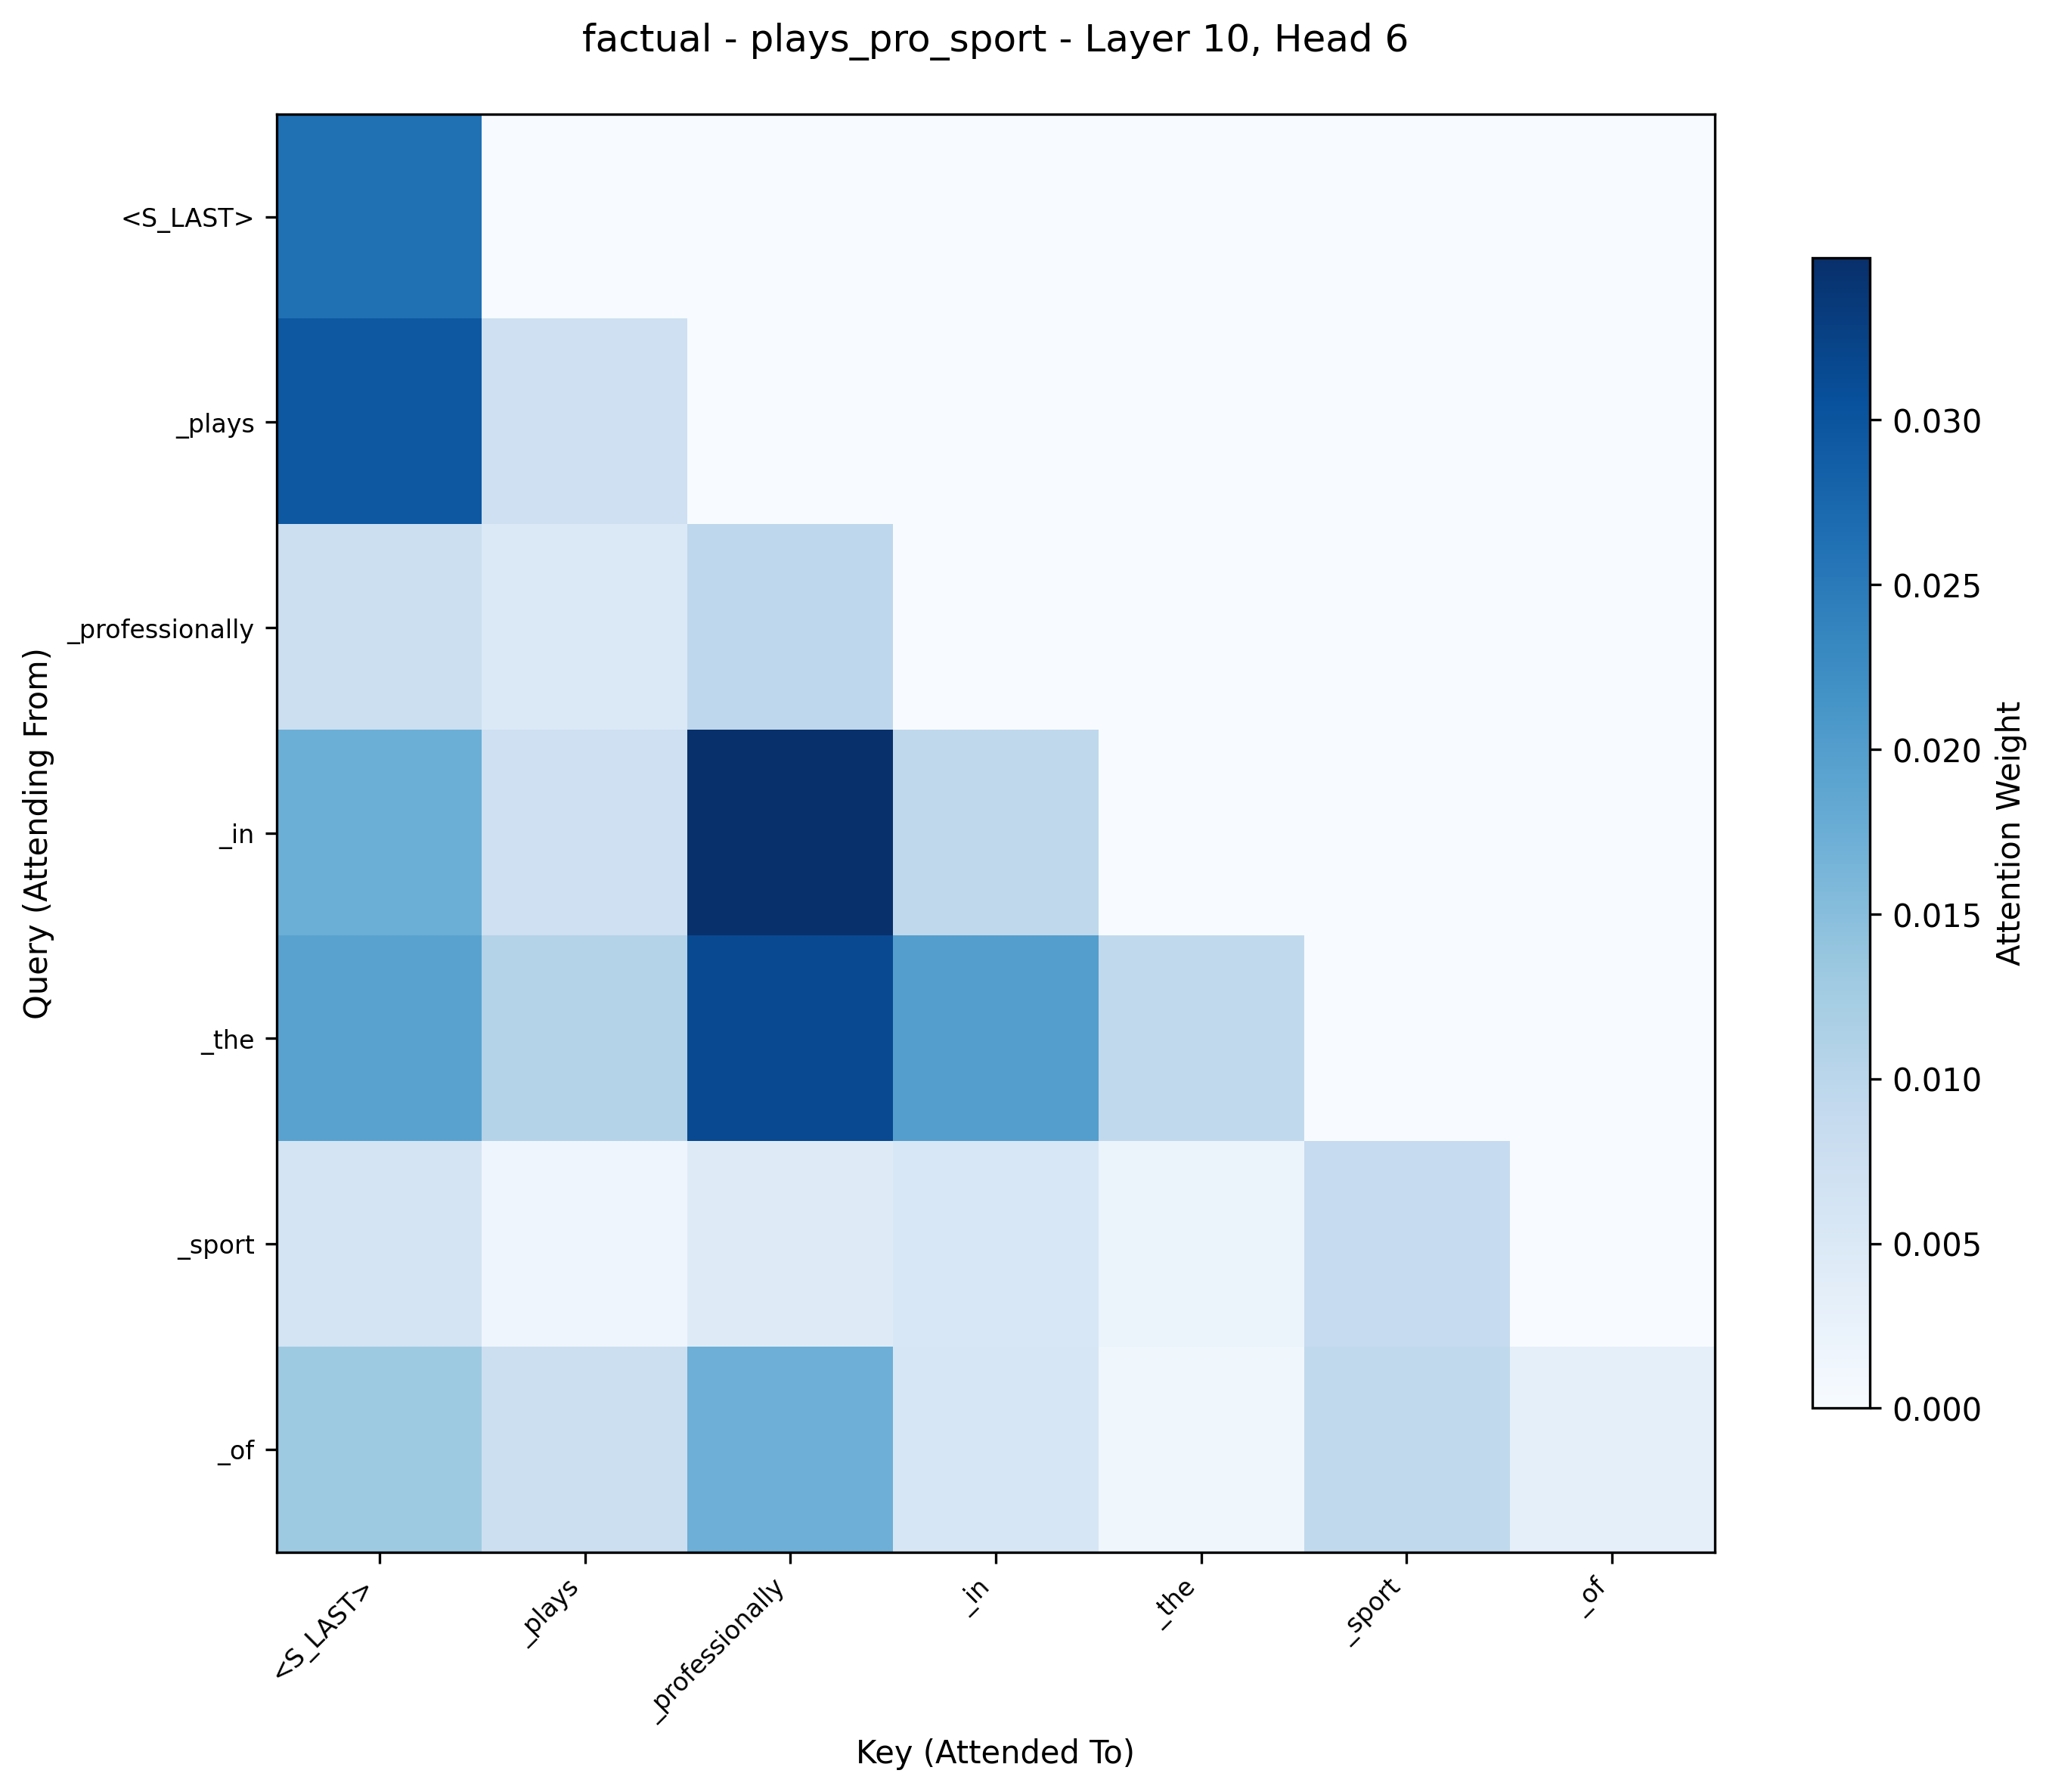 factual - plays_pro_sport - Layer 10, Head 6
Query (Attending From)
<S_LAST>
_plays
_professionally
_in
_the
_sport
_of
<S_LAST>
_plays
_professionally
_in
_the
_sport
_of
Key (Attended To)
0.030
0.025
0.020
0.015
0.010
0.005
0.000
Attention Weight